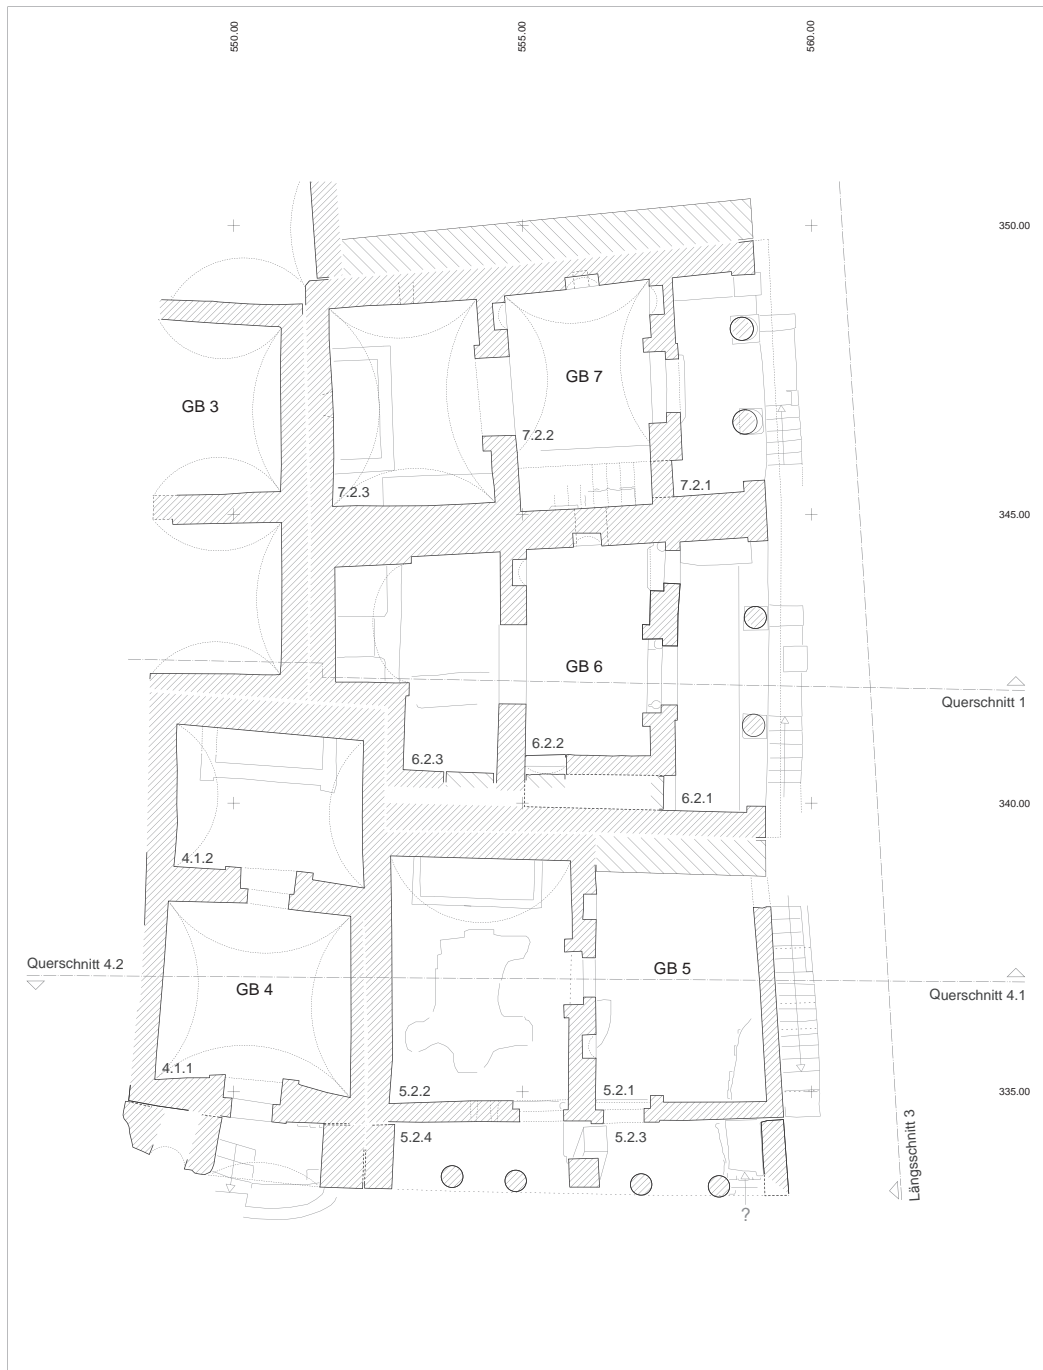 550.00
555.00
560.00
350.00
GB 7
GB 3
7.2.2
7.2.3
7.2.1
345.00
GB 6
Querschnitt 1
6.2.2
6.2.3
6.2.1
340.00
4.1.2
Querschnitt 4.2
GB 5
GB 4
Querschnitt 4.1
4.1.1
5.2.2
5.2.1
335.00
5.2.4
5.2.3
Längsschnitt 3
?